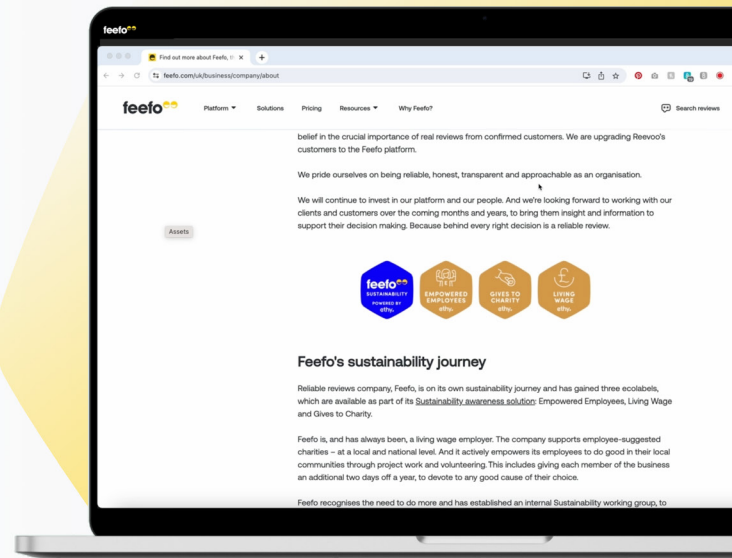 feefo
Find out more about Feefo, th
feefo.com/uk/business/company/about
feefo
Platform
Solutions
Pricing
Resources
Why Feefo?
Search reviews
belief in the crucial importance of real reviews from confirmed customers. We are upgrading Reevoo's
customers to the Feefo platform.
We pride ourselves on being reliable, honest, transparent and approachable as an organisation.
We will continue to invest in our platform and our people. And we're looking forward to working with our
clients and customers over the coming months and years, to bring them insight and information to
support their decision making. Because behind every right decision is a reliable review.
Assets
feefo
SUSTAINABILITY
POWERED BY
ethy.
EMPOWERED
EMPLOYEES
ethy.
GIVES TO
CHARITY
ethy.
LIVING
WAGE
ethy.
Feefo's sustainability journey
Reliable reviews company, Feefo, is on its own sustainability journey and has gained three ecolabels,
which are available as part of its Sustainability awareness solution: Empowered Employees, Living Wage
and Gives to Charity.
Feefo is, and has always been, a living wage employer. The company supports employee-suggested
charities – at a local and national level. And it actively empowers its employees to do good in their local
communities through project work and volunteering. This includes giving each member of the business
an additional two days off a year, to devote to any good cause of their choice.
Feefo recognises the need to do more and has established an internal Sustainability working group, to